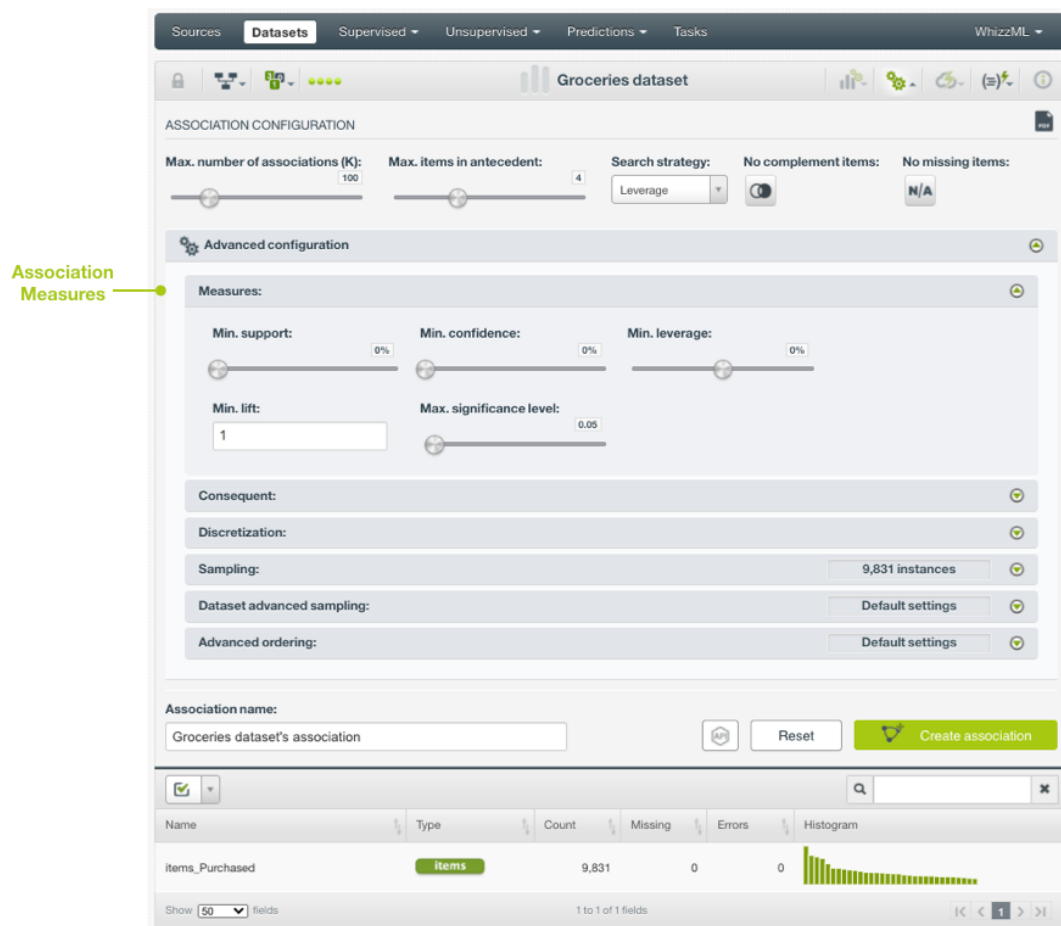 Sources Datasets Supervised Unsupervised Predictions Tasks WhizzML
Groceries dataset
ASSOCIATION CONFIGURATION
PDF
Max. number of associations (K): Max. items in antecedent: Search strategy: No complement items: No missing items:
100 4
Leverage N/A
Advanced configuration
Association
Measures
Measures:
Min. support: Min. confidence: Min. leverage:
0% 0% 0%
Min. lift: Max. significance level:
0.05
1
Consequent:
Discretization:
Sampling: 9,831 instances
Dataset advanced sampling: Default settings
Advanced ordering: Default settings
Association name:
Groceries dataset's association API Reset Create association
Name Type Count Missing Errors Histogram
items_Purchased items 9,831 0 0
Show 50 fields 1 to 1 of 1 fields 1